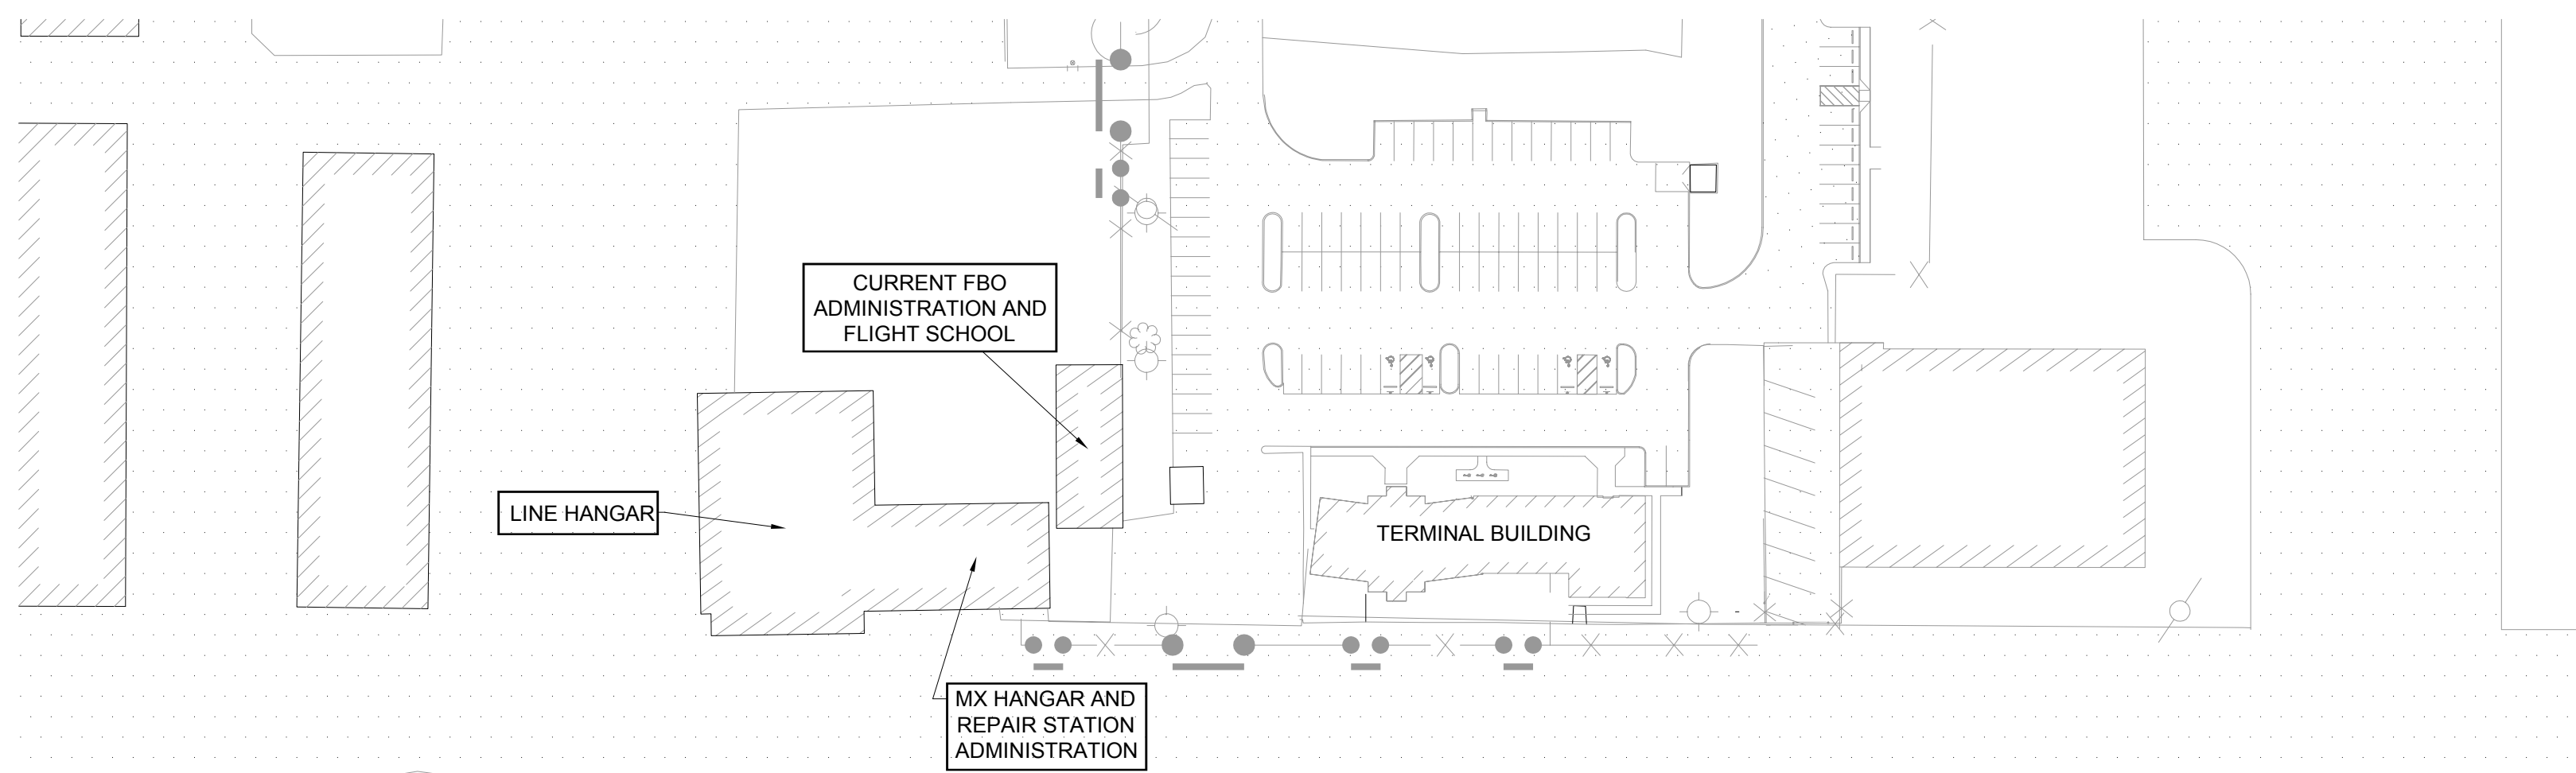 CURRENT FBO
ADMINISTRATION AND
FLIGHT SCHOOL
LINE HANGAR
TERMINAL BUILDING
MX HANGAR AND
REPAIR STATION
ADMINISTRATION